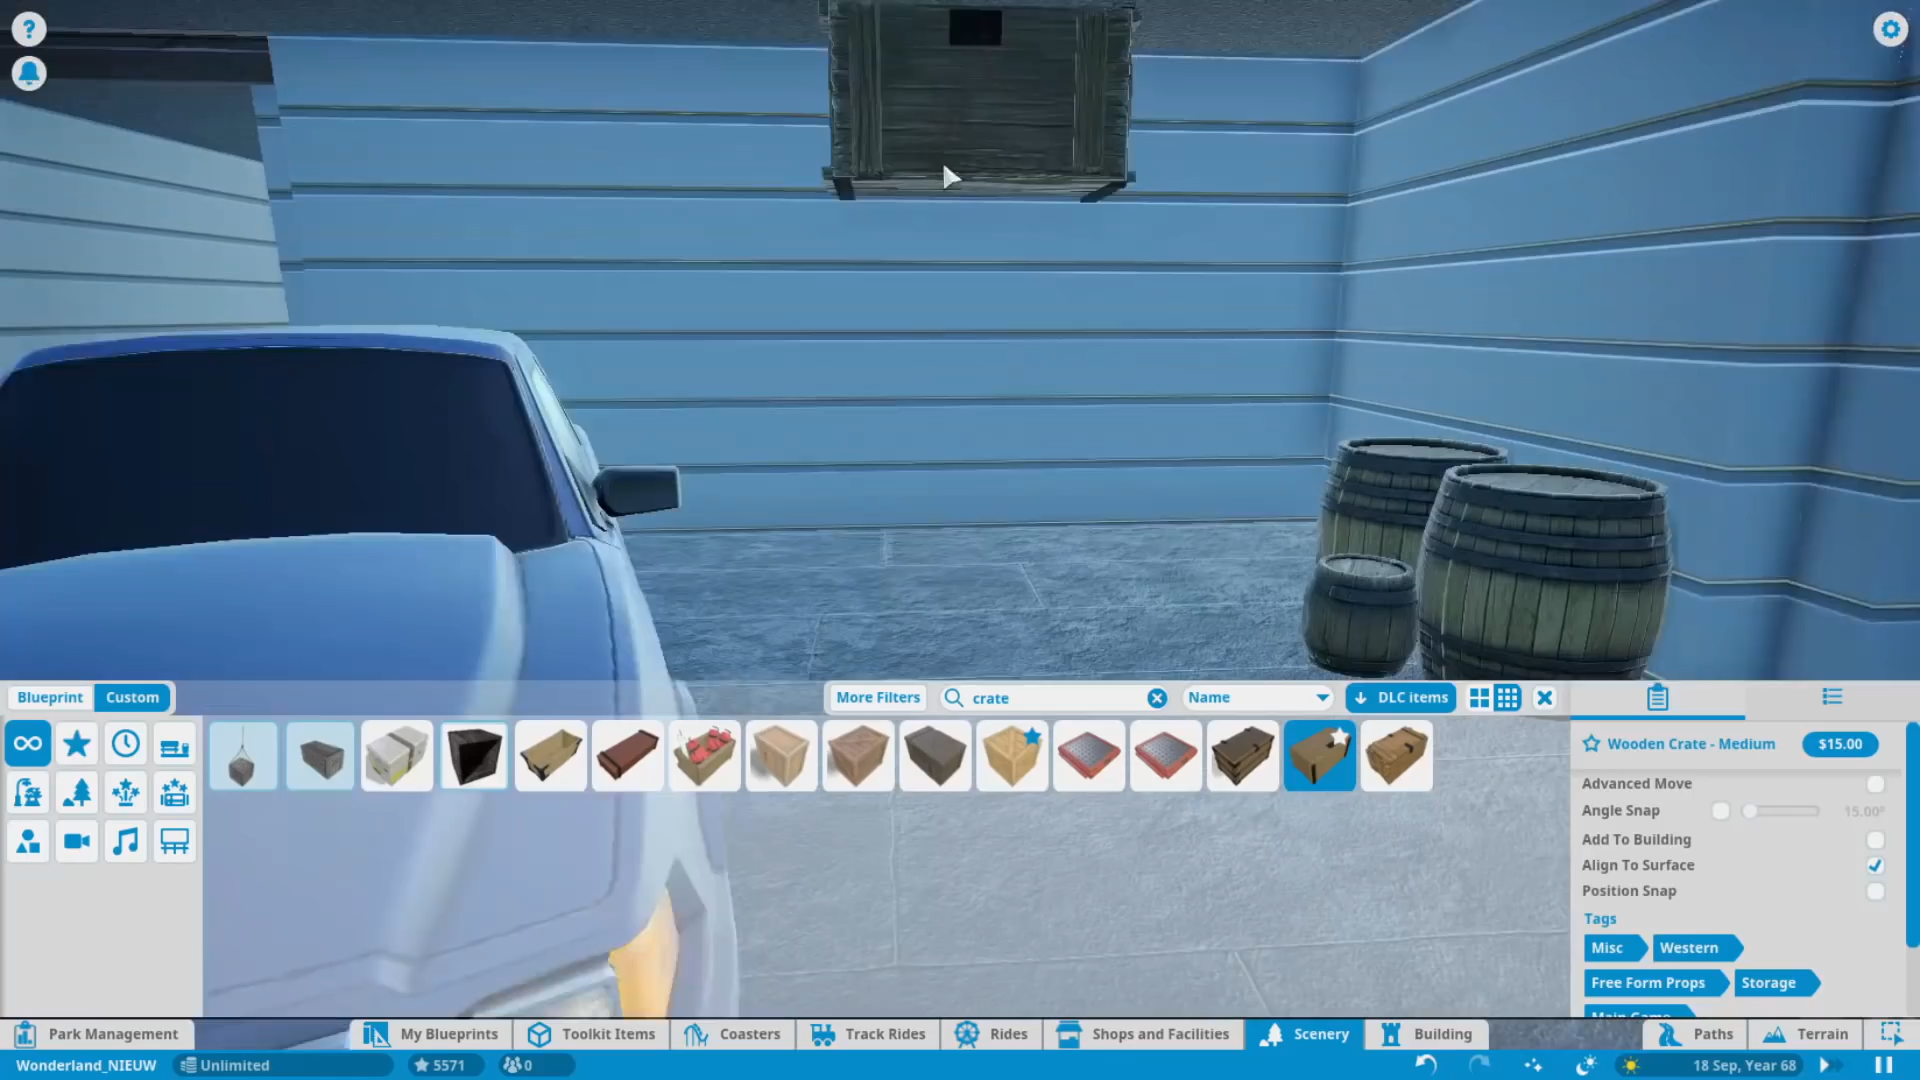 ?
Blueprint Custom More Filters crate Name DLC items
Wooden Crate - Medium $15.00
Advanced Move
Angle Snap 15.00°
Add To Building
Align To Surface
Position Snap
Tags
Misc Western
Free Form Props Storage
Main Game
Park Management My Blueprints Toolkit Items Coasters Track Rides Rides Shops and Facilities Scenery Building Paths Terrain
Wonderland_NIEUW Unlimited 5571 0 18 Sep, Year 68